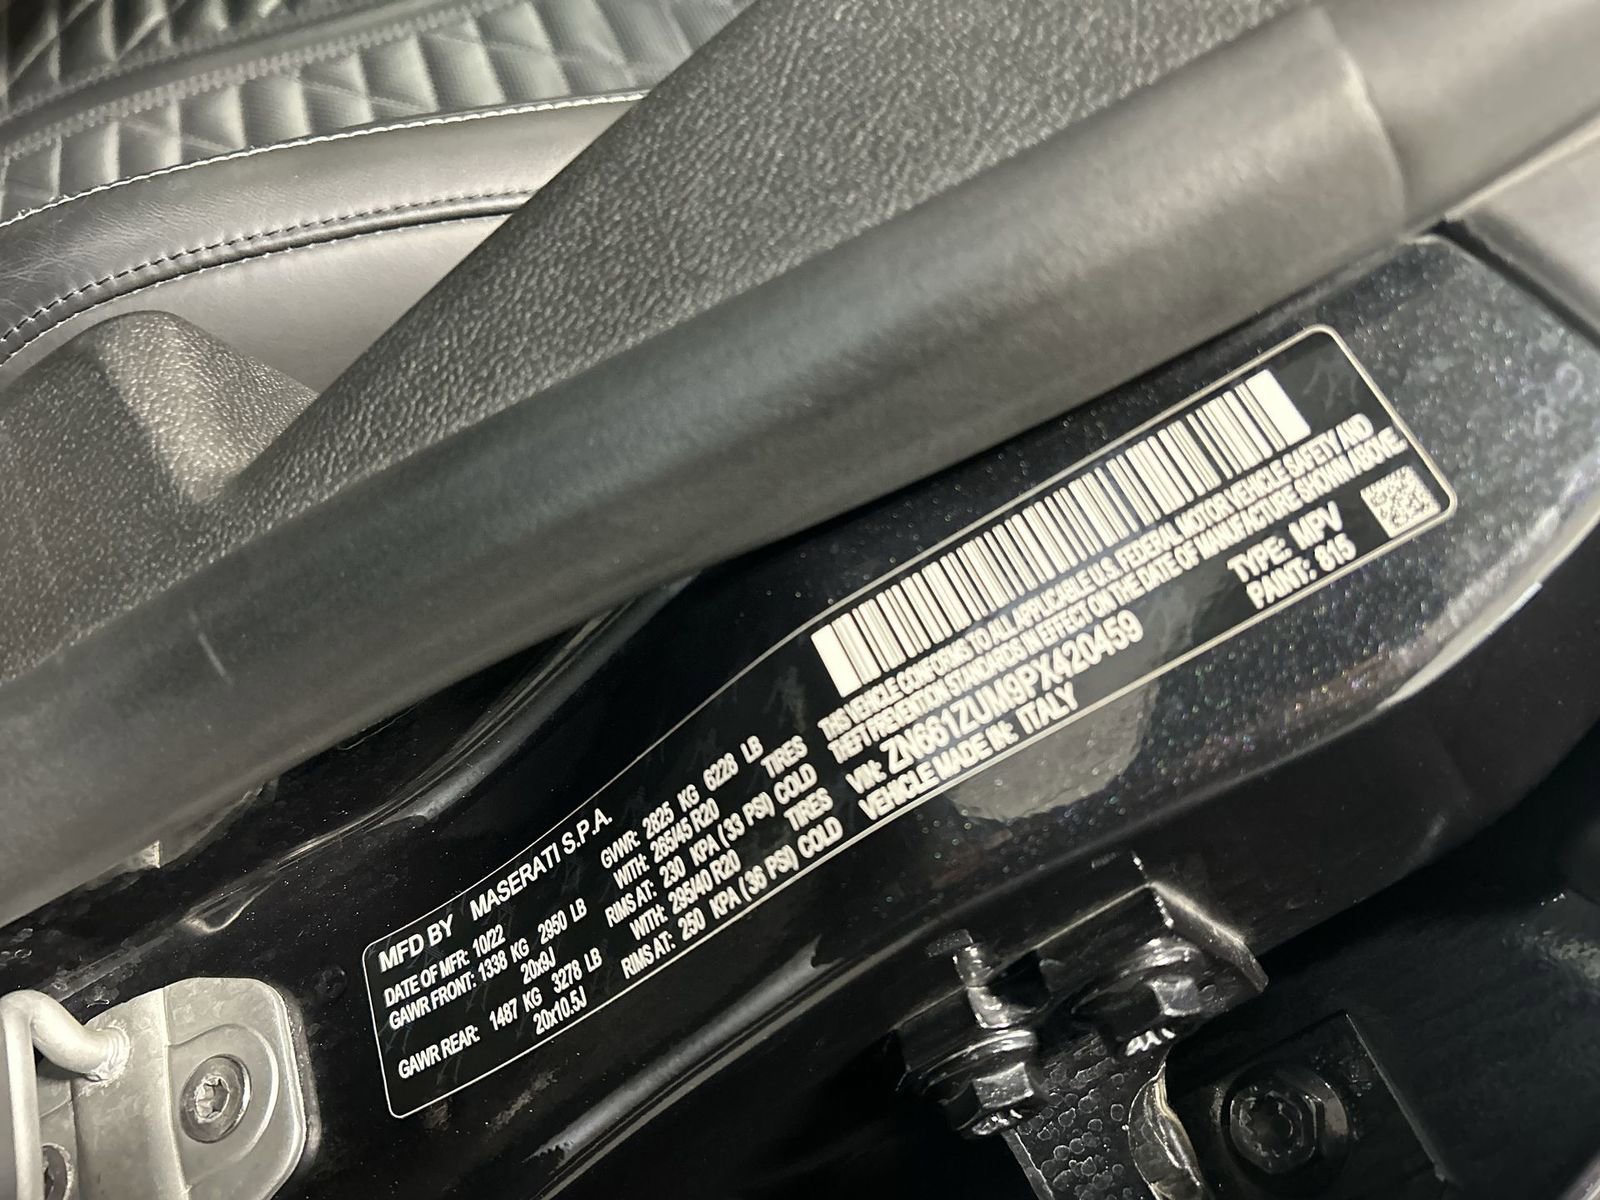 MFD BY MASERATI S.P.A.
DATE OF MFR: 10/22 GVWR: 2825 KG 6228 LB
GAWR FRONT: 1338 KG 2950 LB WITH: 265/45 R20 TIRES
20x9J RIMS AT: 230 KPA (33 PSI) COLD
GAWR REAR: 1487 KG 3278 LB WITH: 295/40 R20 TIRES
20x10.5J RIMS AT: 250 KPA (36 PSI) COLD
THIS VEHICLE CONFORMS TO ALL APPLICABLE U.S. FEDERAL MOTOR VEHICLE SAFETY AND
THEFT PREVENTION STANDARDS IN EFFECT ON THE DATE OF MANUFACTURE SHOWN ABOVE.
VIN: ZN661ZUM9PX420459 TYPE: MPV
VEHICLE MADE IN: ITALY PAINT: 815